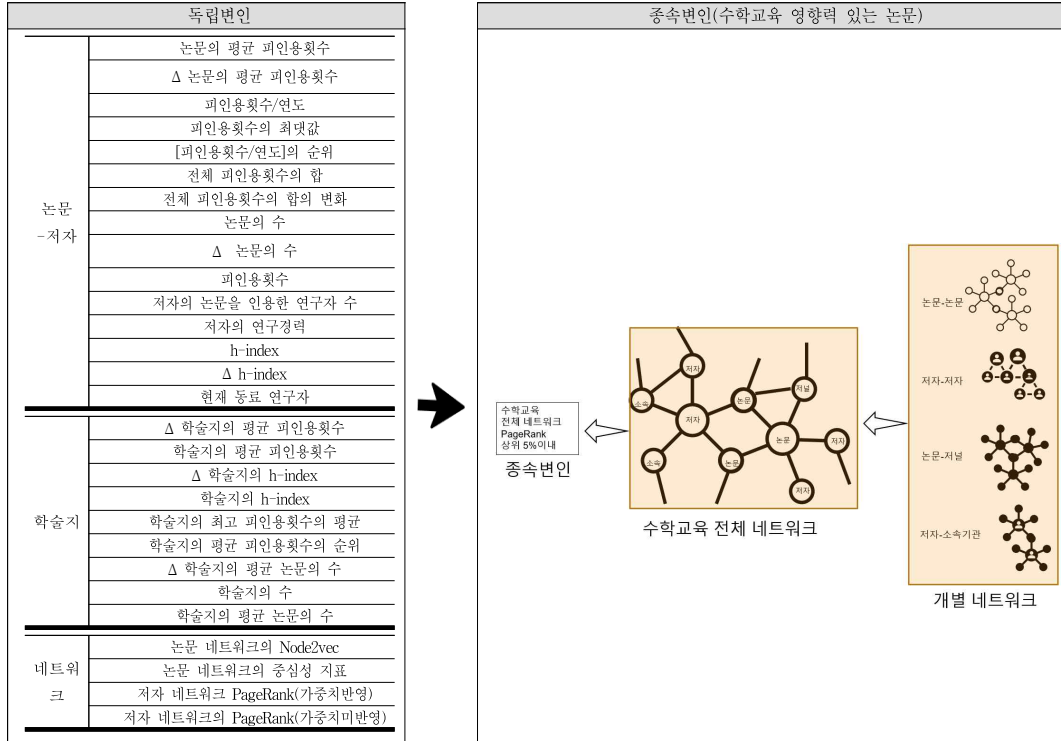 독립변인
논문
-저자
논문의 평균 피인용횟수
Δ 논문의 평균 피인용횟수
피인용횟수/연도
피인용횟수의 최댓값
[피인용횟수/연도]의 순위
전체 피인용횟수의 합
전체 피인용횟수의 합의 변화
논문의 수
Δ 논문의 수
피인용횟수
저자의 논문을 인용한 연구자 수
저자의 연구경력
h-index
Δ h-index
현재 동료 연구자
학술지
Δ 학술지의 평균 피인용횟수
학술지의 평균 피인용횟수
Δ 학술지의 h-index
학술지의 h-index
학술지의 최고 피인용횟수의 평균
학술지의 평균 피인용횟수의 순위
Δ 학술지의 평균 논문의 수
학술지의 수
학술지의 평균 논문의 수
네트워
크
논문 네트워크의 Node2vec
논문 네트워크의 중심성 지표
저자 네트워크 PageRank(가중치반영)
저자 네트워크의 PageRank(가중치미반영)
종속변인(수학교육 영향력 있는 논문)
수학교육
전체 네트워크
PageRank
상위 5%이내
종속변인
저자
소속
논문
저널
저자
논문
저자
소속
논문
저자
수학교육 전체 네트워크
논문-논문
저자-저자
논문-저널
저자-소속기관
개별 네트워크